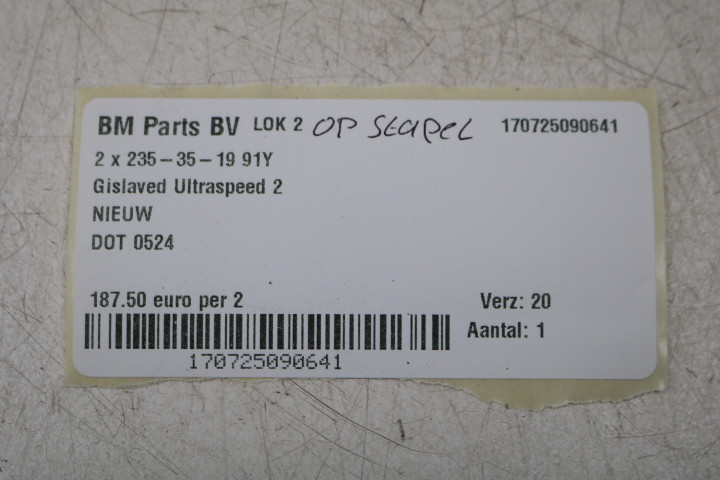 BM Parts BV LOK 2 OP Stapel 170725090641
2 x 235-35-19 91Y
Gislaved Ultraspeed 2
NIEUW
DOT 0524
187.50 euro per 2 Verz: 20
Aantal: 1
170725090641